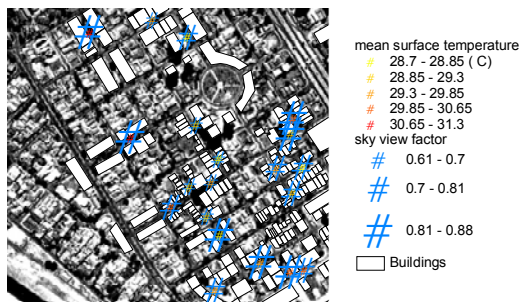 mean surface temperature
# 28.7 - 28.85 ( C)
# 28.85 - 29.3
# 29.3 - 29.85
# 29.85 - 30.65
# 30.65 - 31.3
sky view factor
# 0.61 - 0.7
# 0.7 - 0.81
# 0.81 - 0.88
Buildings